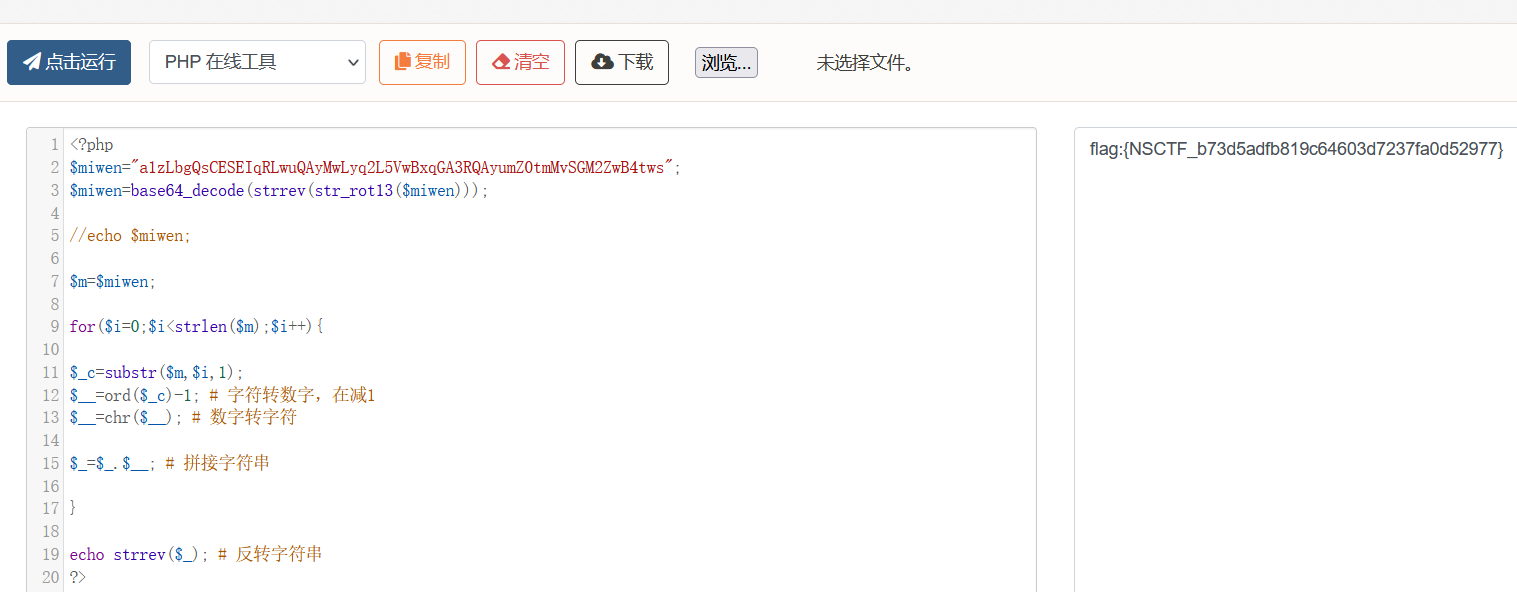 点击运行 PHP 在线工具 复制 清空 下载 浏览... 未选择文件。
1 <?php
2 $miwen="a1zLbgQsCESEIqRLwuQAyMwLyq2L5VwBxqGA3RQAyumZ0tmMvSGM2ZwB4tws";
3 $miwen=base64_decode(strrev(str_rot13($miwen)));
4
5 //echo $miwen;
6
7 $m=$miwen;
8
9 for($i=0;$i<strlen($m);$i++){
10
11 $_c=substr($m,$i,1);
12 $__=ord($_c)-1; # 字符转数字，在减1
13 $__=chr($__); # 数字转字符
14
15 $_=$_.$__; # 拼接字符串
16
17 }
18
19 echo strrev($_); # 反转字符串
20 ?>
flag:{NSCTF_b73d5adfb819c64603d7237fa0d52977}